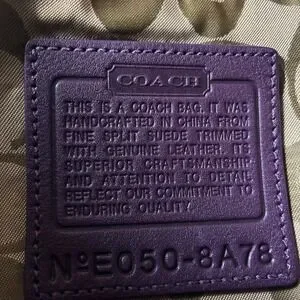 COACH
THIS IS A COACH BAG. IT WAS
HANDCRAFTED IN CHINA FROM
FINE SPLIT SUEDE TRIMMED
WITH GENUINE LEATHER. ITS
SUPERIOR CRAFTSMANSHIP
AND ATTENTION TO DETAIL
REFLECT OUR COMMITMENT TO
ENDURING QUALITY.
NºE050-8A78